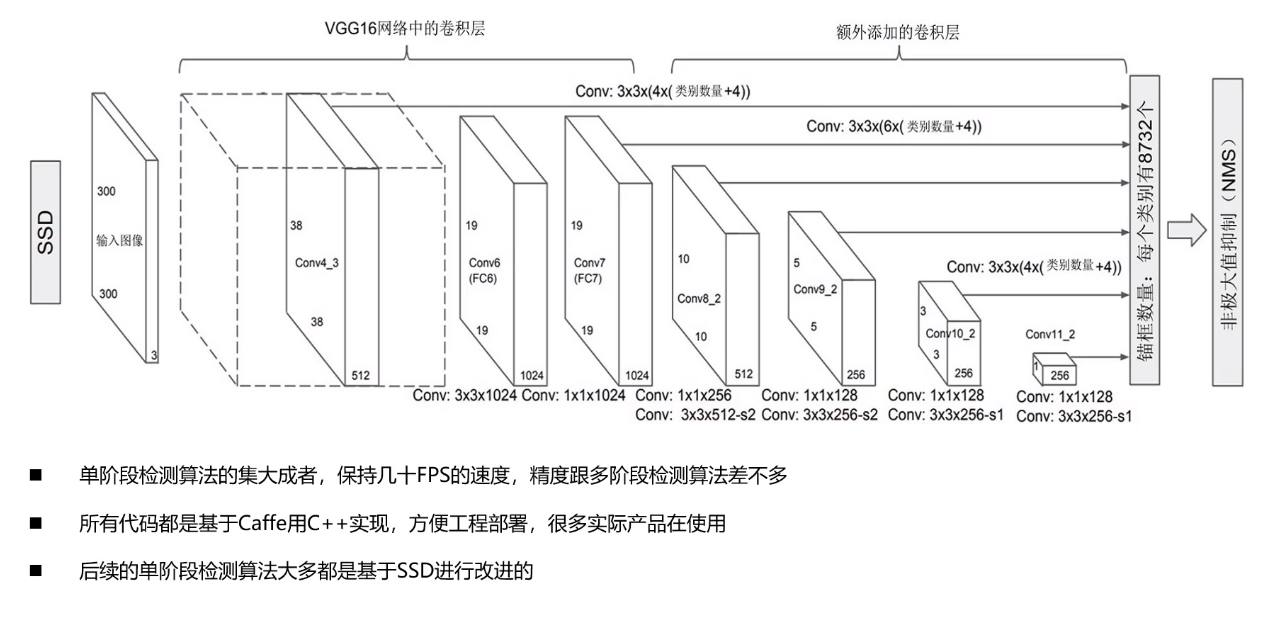 VGG16网络中的卷积层
额外添加的卷积层
Conv: 3x3x(4x( 类别数量+4))
Conv: 3x3x(6x( 类别数量+4))
SSD
300
输入图像
300
3
38
Conv4_3
38
512
19
Conv6
(FC6)
19
1024
19
Conv7
(FC7)
19
1024
10
Conv8_2
10
512
5
Conv9_2
5
256
Conv: 3x3x(4x( 类别数量+4))
3
Conv10_2
3
256
Conv11_2
1
256
锚框数量：每个类别有8732个
非极大值抑制（NMS）
Conv: 3x3x1024
Conv: 1x1x1024
Conv: 1x1x256
Conv: 3x3x512-s2
Conv: 1x1x128
Conv: 3x3x256-s2
Conv: 1x1x128
Conv: 3x3x256-s1
Conv: 1x1x128
Conv: 3x3x256-s1
■ 单阶段检测算法的集大成者，保持几十FPS的速度，精度跟多阶段检测算法差不多
■ 所有代码都是基于Caffe用C++实现，方便工程部署，很多实际产品在使用
■ 后续的单阶段检测算法大多都是基于SSD进行改进的